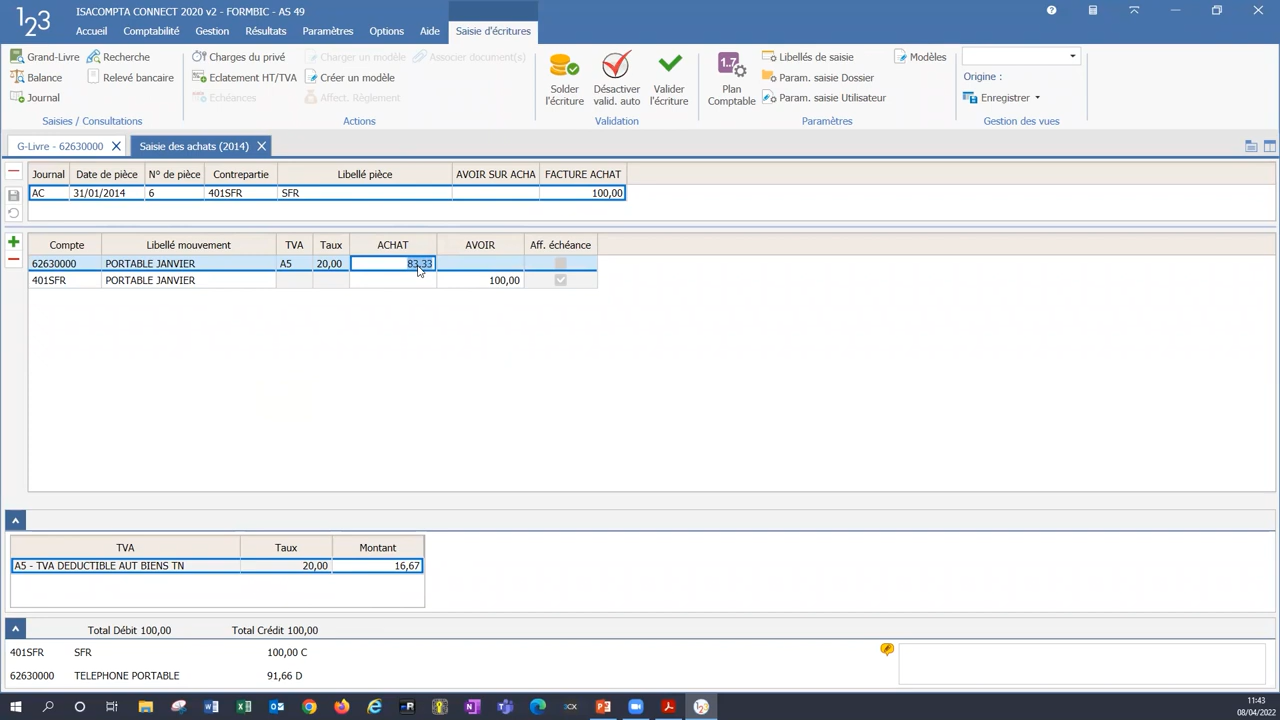 123
ISACOMPTA CONNECT 2020 v2 - FORMBIC - AS 49
Accueil Comptabilité Gestion Résultats Paramètres Options Aide Saisie d'écritures
Grand-Livre Recherche Charges du privé Charger un modèle Associer document(s) Libellés de saisie Modèles
Balance Relevé bancaire Eclatement HT/TVA Créer un modèle Solder l'écriture Désactiver valid. auto Valider l'écriture Plan Comptable Param. saisie Dossier Origine :
Journal Echéances Affect. Règlement Param. saisie Utilisateur Enregistrer
Saisies / Consultations Actions Validation Paramètres Gestion des vues
G-Livre - 62630000 Saisie des achats (2014)
Journal Date de pièce N° de pièce Contrepartie Libellé pièce AVOIR SUR ACHA FACTURE ACHAT
AC 31/01/2014 6 401SFR SFR 100,00
Compte Libellé mouvement TVA Taux ACHAT AVOIR Aff. échéance
62630000 PORTABLE JANVIER A5 20,00 83,33
401SFR PORTABLE JANVIER 100,00
TVA Taux Montant
A5 - TVA DEDUCTIBLE AUT BIENS TN 20,00 16,67
Total Débit 100,00 Total Crédit 100,00
401SFR SFR 100,00 C
62630000 TELEPHONE PORTABLE 91,66 D
11:43
08/04/2022